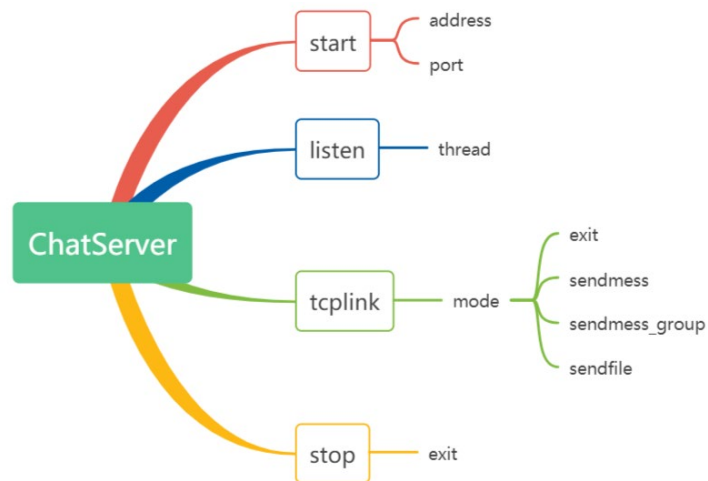 ChatServer
start
address
port
listen
thread
tcplink
mode
exit
sendmess
sendmess_group
sendfile
stop
exit